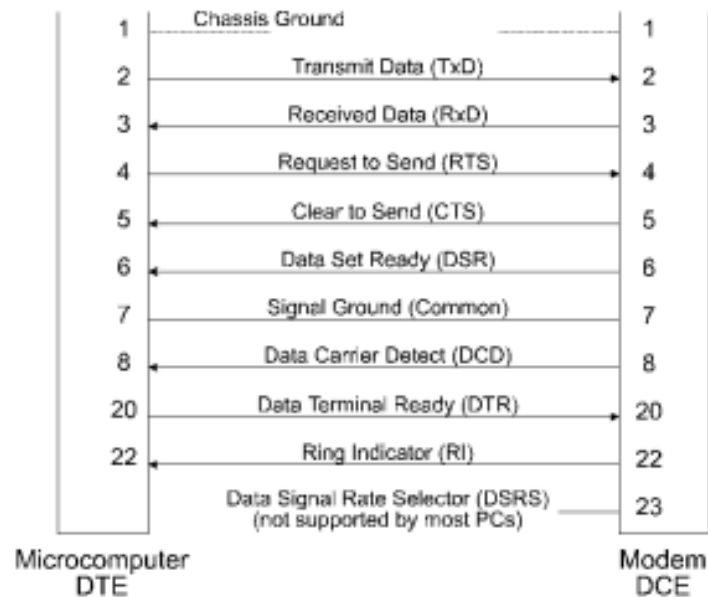 Chassis Ground
1 1
Transmit Data (TxD)
2 2
Received Data (RxD)
3 3
Request to Send (RTS)
4 4
Clear to Send (CTS)
5 5
Data Set Ready (DSR)
6 6
Signal Ground (Common)
7 7
Data Carrier Detect (DCD)
8 8
Data Terminal Ready (DTR)
20 20
Ring Indicator (RI)
22 22
Data Signal Rate Selector (DSRS)
(not supported by most PCs)
23
Microcomputer
DTE
Modem
DCE